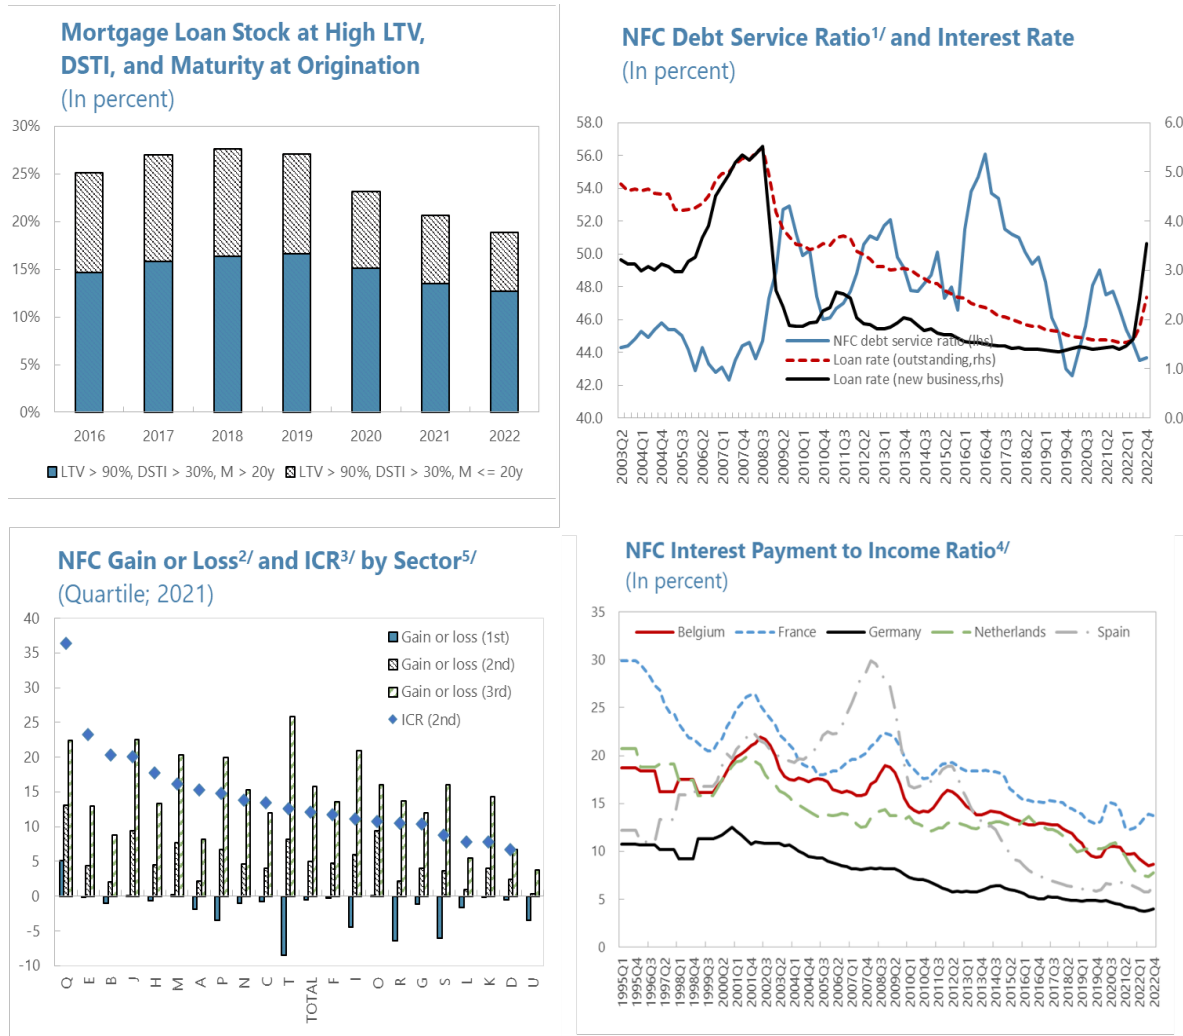 Mortgage Loan Stock at High LTV,
DSTI, and Maturity at Origination
(In percent)
30%
25%
20%
15%
10%
5%
0%
2016 2017 2018 2019 2020 2021 2022
LTV > 90%, DSTI > 30%, M > 20y LTV > 90%, DSTI > 30%, M <= 20y
NFC Debt Service Ratio1/ and Interest Rate
(In percent)
58.0
56.0
54.0
52.0
50.0
48.0
46.0
44.0
42.0
40.0
6.0
5.0
4.0
3.0
2.0
1.0
0.0
NFC debt service ratio (lhs)
Loan rate (outstanding,rhs)
Loan rate (new business,rhs)
2003Q2
2004Q1
2004Q4
2005Q3
2006Q2
2007Q1
2007Q4
2008Q3
2009Q2
2010Q1
2010Q4
2011Q3
2012Q2
2013Q1
2013Q4
2014Q3
2015Q2
2016Q1
2016Q4
2017Q3
2018Q2
2019Q1
2019Q4
2020Q3
2021Q2
2022Q1
2022Q4
NFC Gain or Loss2/ and ICR3/ by Sector5/
(Quartile; 2021)
40
35
30
25
20
15
10
5
0
-5
-10
Gain or loss (1st)
Gain or loss (2nd)
Gain or loss (3rd)
ICR (2nd)
Q
E
B
J
H
M
A
P
N
C
T
TOTAL
F
I
O
R
G
S
L
K
D
U
NFC Interest Payment to Income Ratio4/
(In percent)
35
30
25
20
15
10
5
0
Belgium France Germany Netherlands Spain
1995Q1
1995Q4
1996Q3
1997Q2
1998Q1
1998Q4
1999Q3
2000Q2
2001Q1
2001Q4
2002Q3
2003Q2
2004Q1
2004Q4
2005Q3
2006Q2
2007Q1
2007Q4
2008Q3
2009Q2
2010Q1
2010Q4
2011Q3
2012Q2
2013Q1
2013Q4
2014Q3
2015Q2
2016Q1
2016Q4
2017Q3
2018Q2
2019Q1
2019Q4
2020Q3
2021Q2
2022Q1
2022Q4